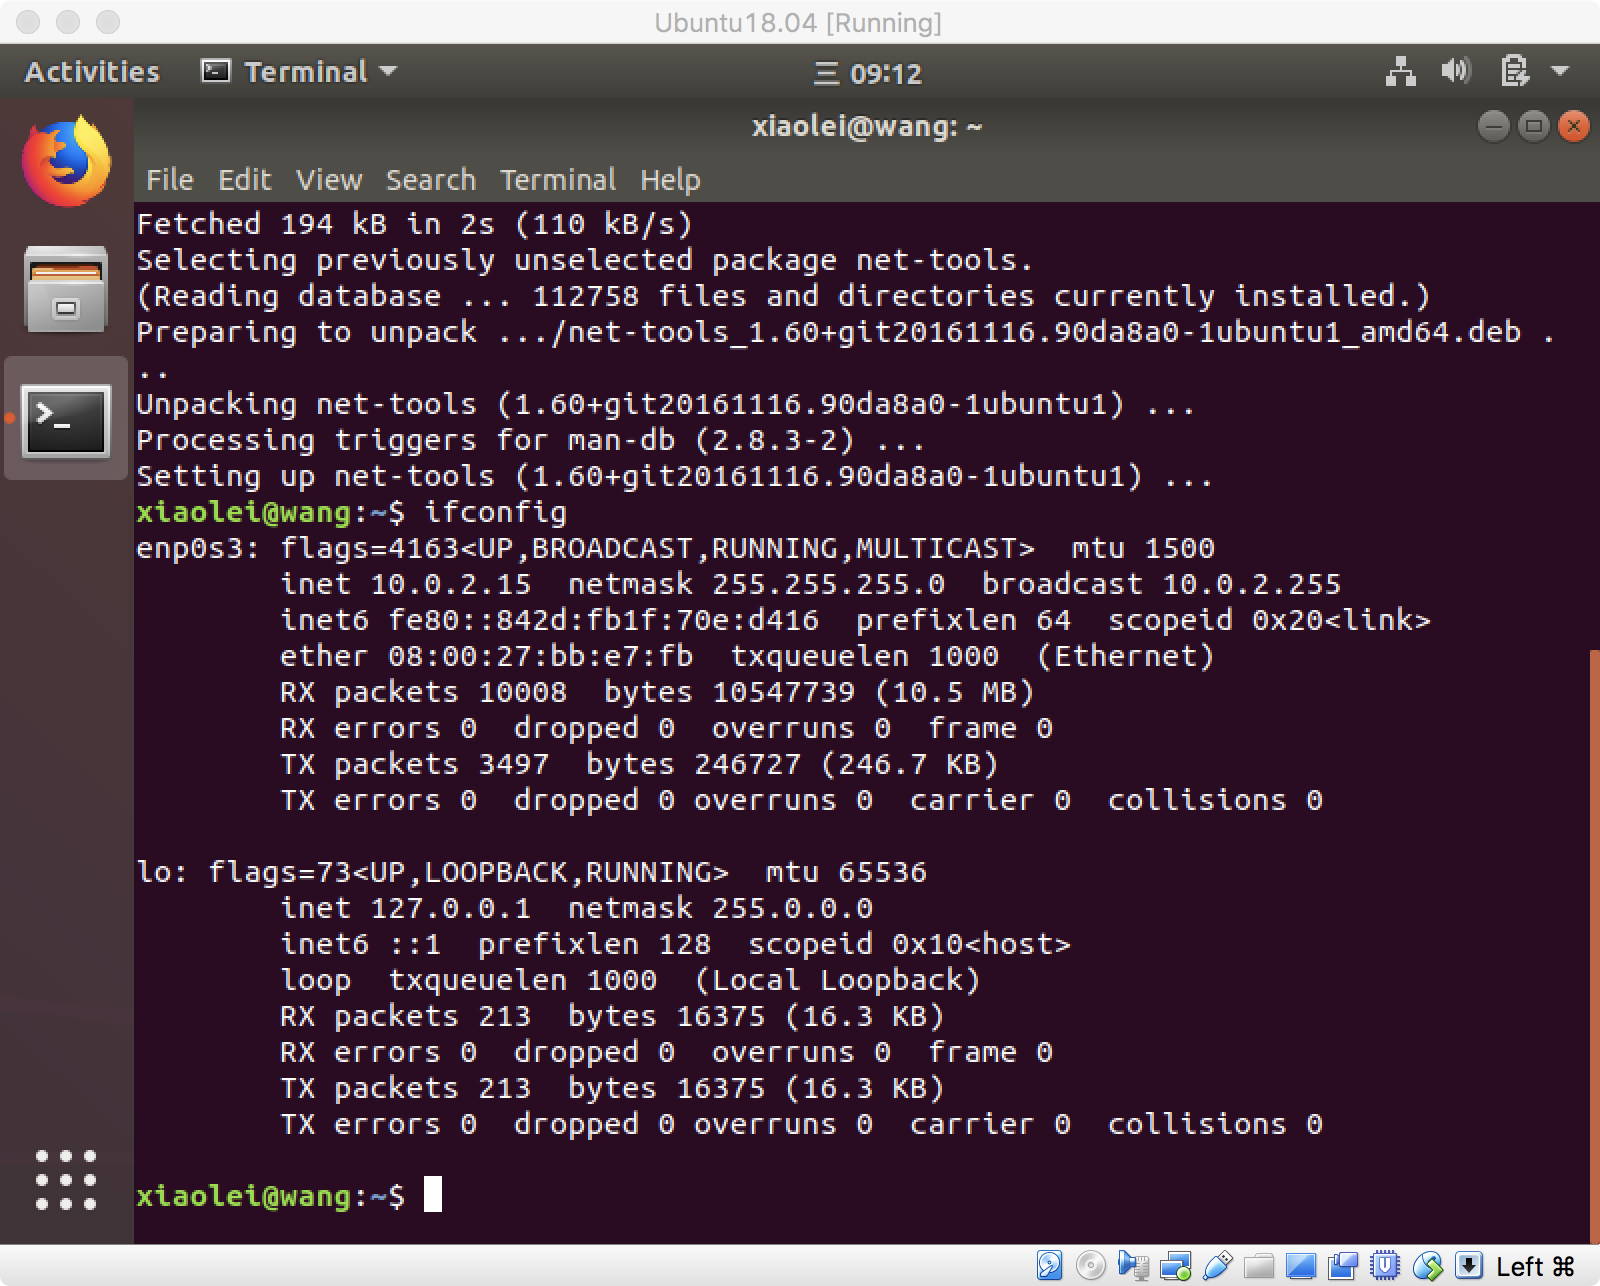 Ubuntu18.04 [Running]
Activities Terminal 三 09:12
xiaolei@wang: ~
File Edit View Search Terminal Help
Fetched 194 kB in 2s (110 kB/s)
Selecting previously unselected package net-tools.
(Reading database ... 112758 files and directories currently installed.)
Preparing to unpack .../net-tools_1.60+git20161116.90da8a0-1ubuntu1_amd64.deb .
..
Unpacking net-tools (1.60+git20161116.90da8a0-1ubuntu1) ...
Processing triggers for man-db (2.8.3-2) ...
Setting up net-tools (1.60+git20161116.90da8a0-1ubuntu1) ...
xiaolei@wang:~$ ifconfig
enp0s3: flags=4163<UP,BROADCAST,RUNNING,MULTICAST>  mtu 1500
        inet 10.0.2.15  netmask 255.255.255.0  broadcast 10.0.2.255
        inet6 fe80::842d:fb1f:70e:d416  prefixlen 64  scopeid 0x20<link>
        ether 08:00:27:bb:e7:fb  txqueuelen 1000  (Ethernet)
        RX packets 10008  bytes 10547739 (10.5 MB)
        RX errors 0  dropped 0  overruns 0  frame 0
        TX packets 3497  bytes 246727 (246.7 KB)
        TX errors 0  dropped 0 overruns 0  carrier 0  collisions 0
lo: flags=73<UP,LOOPBACK,RUNNING>  mtu 65536
        inet 127.0.0.1  netmask 255.0.0.0
        inet6 ::1  prefixlen 128  scopeid 0x10<host>
        loop  txqueuelen 1000  (Local Loopback)
        RX packets 213  bytes 16375 (16.3 KB)
        RX errors 0  dropped 0  overruns 0  frame 0
        TX packets 213  bytes 16375 (16.3 KB)
        TX errors 0  dropped 0 overruns 0  carrier 0  collisions 0
xiaolei@wang:~$
Left ⌘